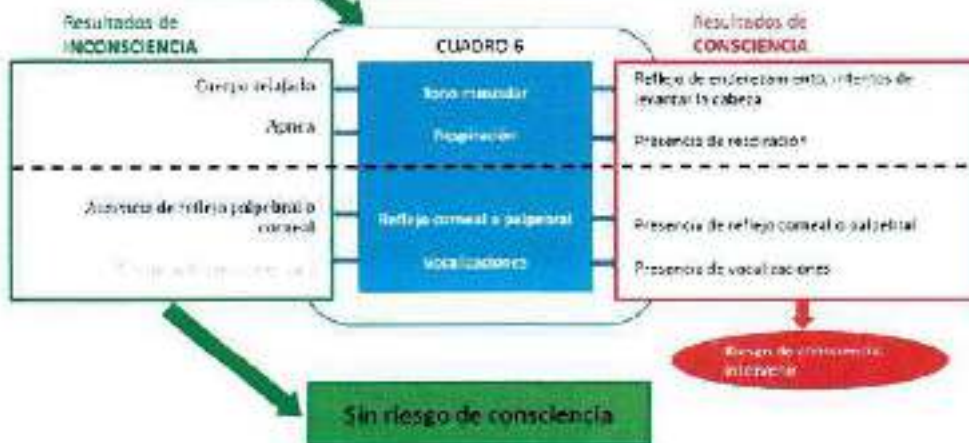 Resultados de
INCONSCIENCIA
CUADRO 6
Resultados de
CONSCIENCIA
Cuerpo relajado
Apnea
Ausencia de reflejo palpebral o
corneal
Tono muscular
Respiración
Reflejo corneal o palpebral
Vocalizaciones
Reflejo de enderezamiento, intentos de
levantar la cabeza
Presencia de respiración
Presencia de reflejo corneal o palpebral
Presencia de vocalizaciones
Riesgo de consciencia
intervenir
Sin riesgo de consciencia